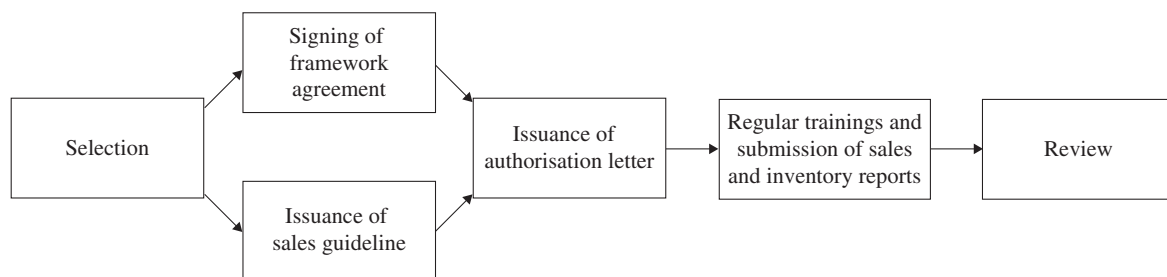 Selection
Signing of
framework
agreement
Issuance of
sales guideline
Issuance of
authorisation letter
Regular trainings and
submission of sales
and inventory reports
Review